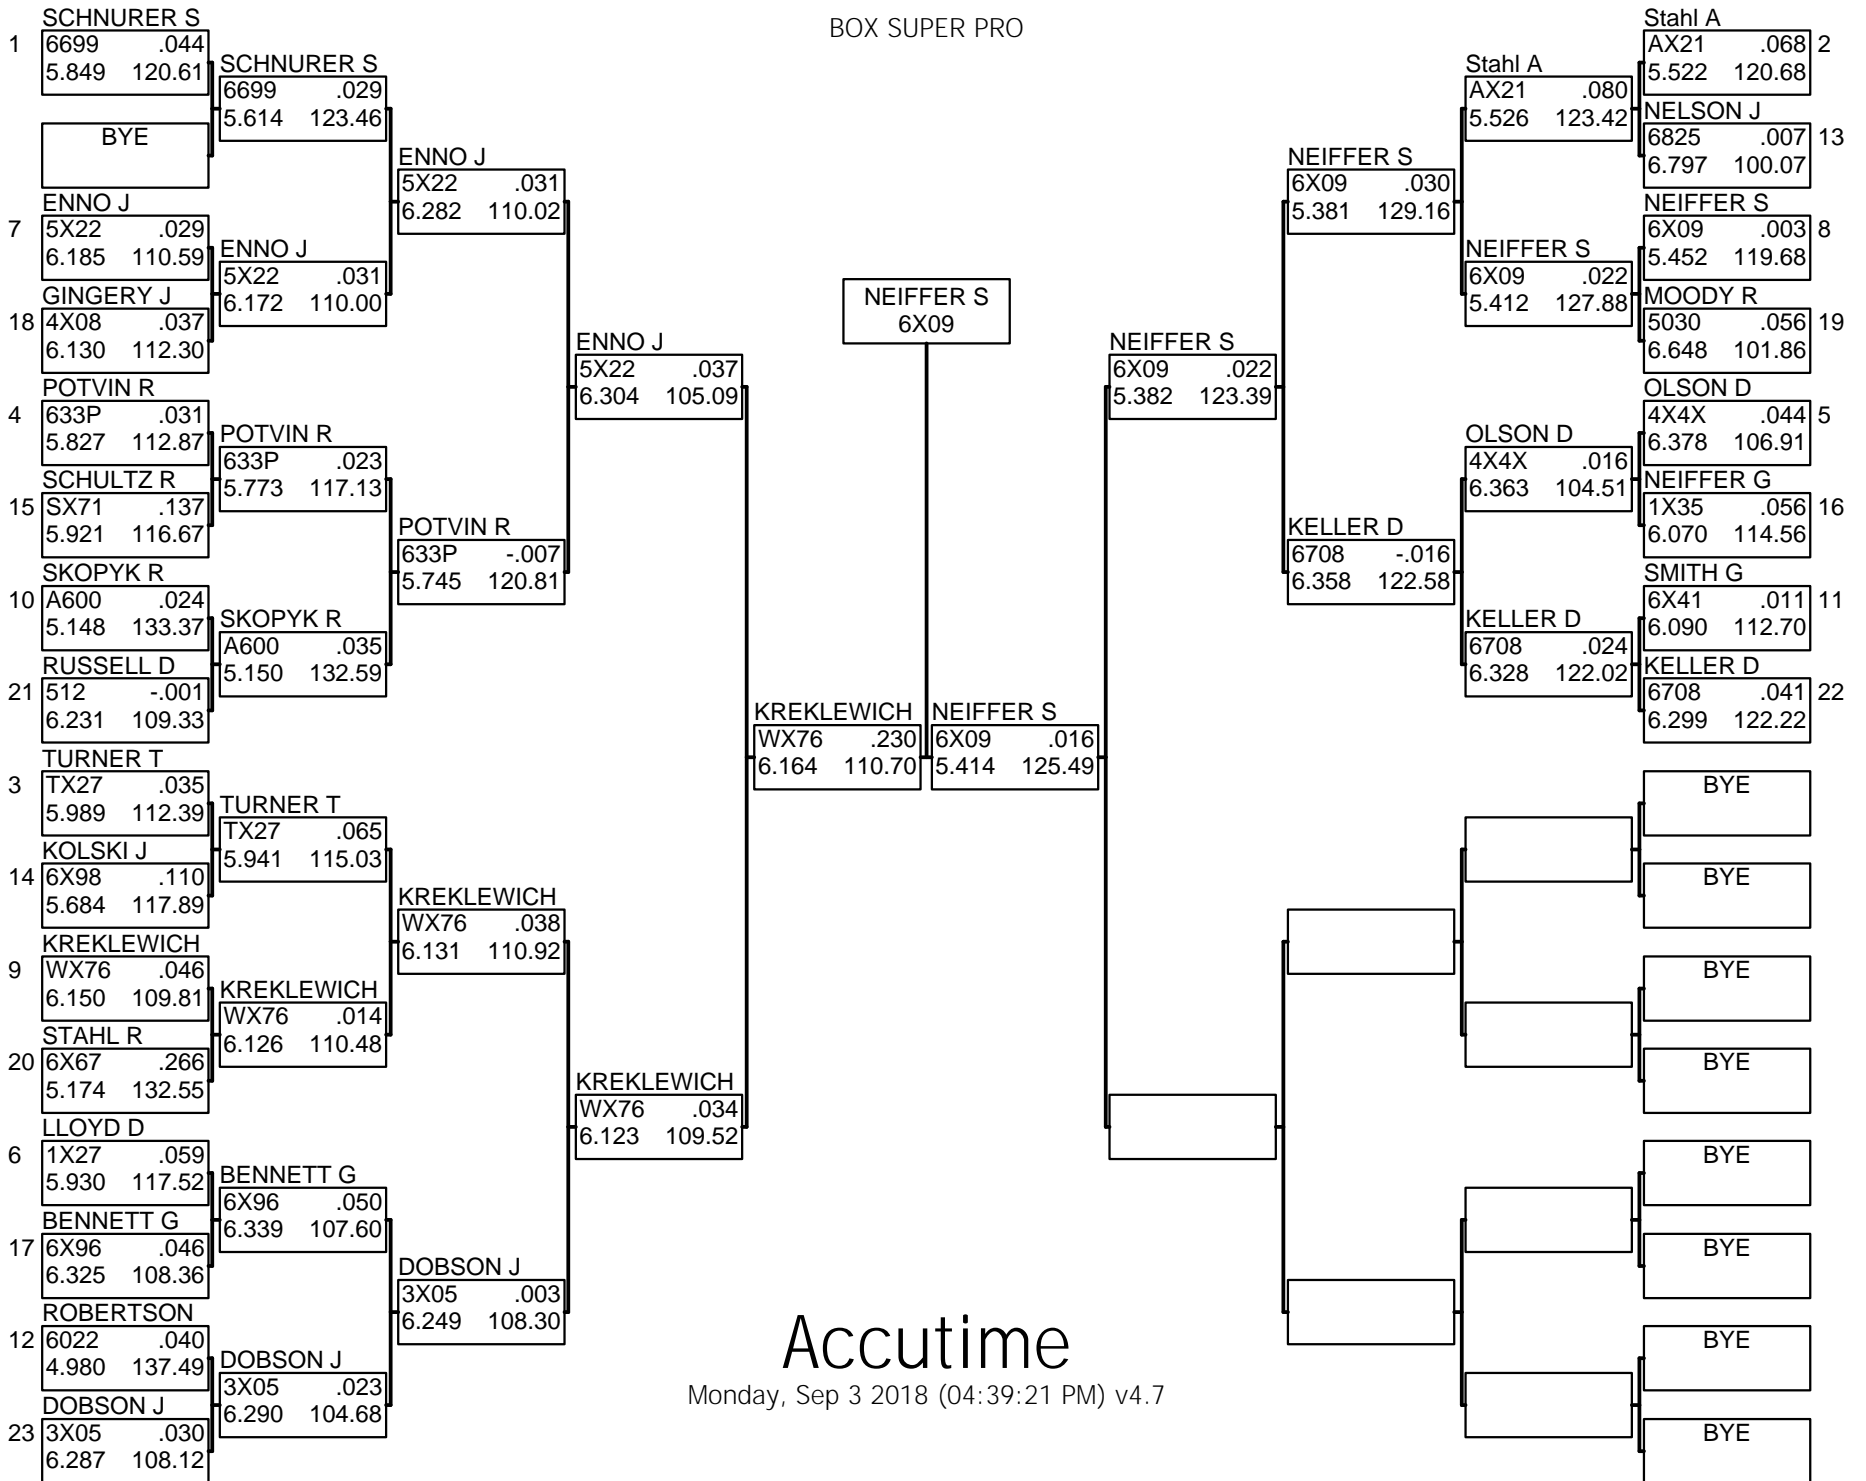 BOX SUPER PRO
SCHNURER S
1 6699 .044
5.849 120.61
BYE
ENNO J
7 5X22 .029
6.185 110.59
GINGERY J
18 4X08 .037
6.130 112.30
POTVIN R
4 633P .031
5.827 112.87
SCHULTZ R
15 SX71 .137
5.921 116.67
SKOPYK R
10 A600 .024
5.148 133.37
RUSSELL D
21 512 -.001
6.231 109.33
TURNER T
3 TX27 .035
5.989 112.39
KOLSKI J
14 6X98 .110
5.684 117.89
KREKLEWICH
9 WX76 .046
6.150 109.81
STAHL R
20 6X67 .266
5.174 132.55
LLOYD D
6 1X27 .059
5.930 117.52
BENNETT G
17 6X96 .046
6.325 108.36
ROBERTSON
12 6022 .040
4.980 137.49
DOBSON J
23 3X05 .030
6.287 108.12
SCHNURER S
6699 .029
5.614 123.46
ENNO J
5X22 .031
6.172 110.00
POTVIN R
633P .023
5.773 117.13
SKOPYK R
A600 .035
5.150 132.59
TURNER T
TX27 .065
5.941 115.03
KREKLEWICH
WX76 .014
6.126 110.48
BENNETT G
6X96 .050
6.339 107.60
DOBSON J
3X05 .023
6.290 104.68
ENNO J
5X22 .031
6.282 110.02
POTVIN R
633P -.007
5.745 120.81
KREKLEWICH
WX76 .038
6.131 110.92
DOBSON J
3X05 .003
6.249 108.30
ENNO J
5X22 .037
6.304 105.09
KREKLEWICH
WX76 .034
6.123 109.52
KREKLEWICH
WX76 .230
6.164 110.70
NEIFFER S
6X09
NEIFFER S
6X09 .016
5.414 125.49
NEIFFER S
6X09 .022
5.382 123.39
NEIFFER S
6X09 .030
5.381 129.16
KELLER D
6708 -.016
6.358 122.58
Stahl A
AX21 .080
5.526 123.42
NEIFFER S
6X09 .022
5.412 127.88
OLSON D
4X4X .016
6.363 104.51
KELLER D
6708 .024
6.328 122.02
Stahl A
AX21 .068 2
5.522 120.68
NELSON J
6825 .007 13
6.797 100.07
NEIFFER S
6X09 .003 8
5.452 119.68
MOODY R
5030 .056 19
6.648 101.86
OLSON D
4X4X .044 5
6.378 106.91
NEIFFER G
1X35 .056 16
6.070 114.56
SMITH G
6X41 .011 11
6.090 112.70
KELLER D
6708 .041 22
6.299 122.22
BYE
BYE
BYE
BYE
BYE
BYE
BYE
BYE
Accutime
Monday, Sep 3 2018 (04:39:21 PM) v4.7